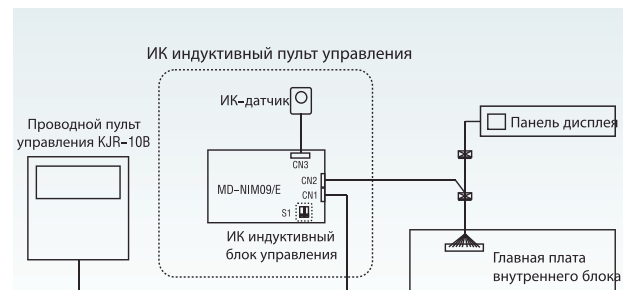 ИК индуктивный пульт управления
ИК-датчик
Проводной пульт
управления KJR-10B
Панель дисплея
CN3
MD-NIM09/E
CN2
CN1
S1
ИК индуктивный
блок управления
Главная плата
внутреннего блока